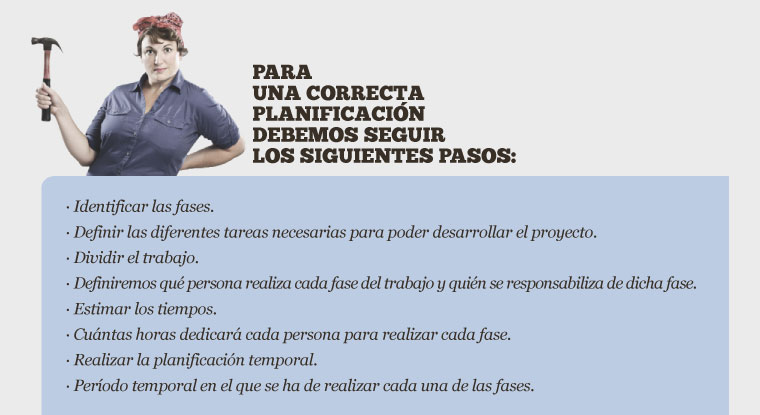 PARA
UNA CORRECTA
PLANIFICACIÓN
DEBEMOS SEGUIR
LOS SIGUIENTES PASOS:
· Identificar las fases.
· Definir las diferentes tareas necesarias para poder desarrollar el proyecto.
· Dividir el trabajo.
· Definiremos qué persona realiza cada fase del trabajo y quién se responsabiliza de dicha fase.
· Estimar los tiempos.
· Cuántas horas dedicará cada persona para realizar cada fase.
· Realizar la planificación temporal.
· Período temporal en el que se ha de realizar cada una de las fases.